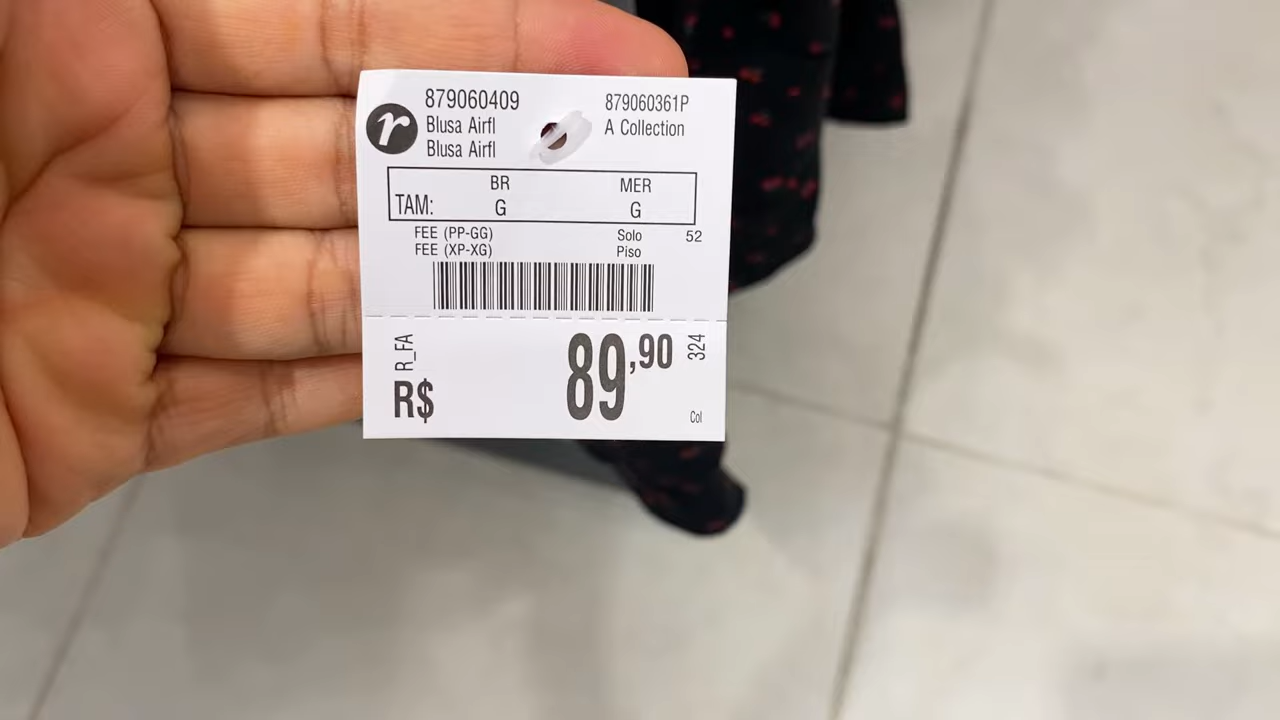 r
879060409
Blusa Airfl
Blusa Airfl
879060361P
A Collection
BR MER
TAM: G G
FEE (PP-GG) Solo 52
FEE (XP-XG) Piso
R_FA
R$ 89,90
324
Col